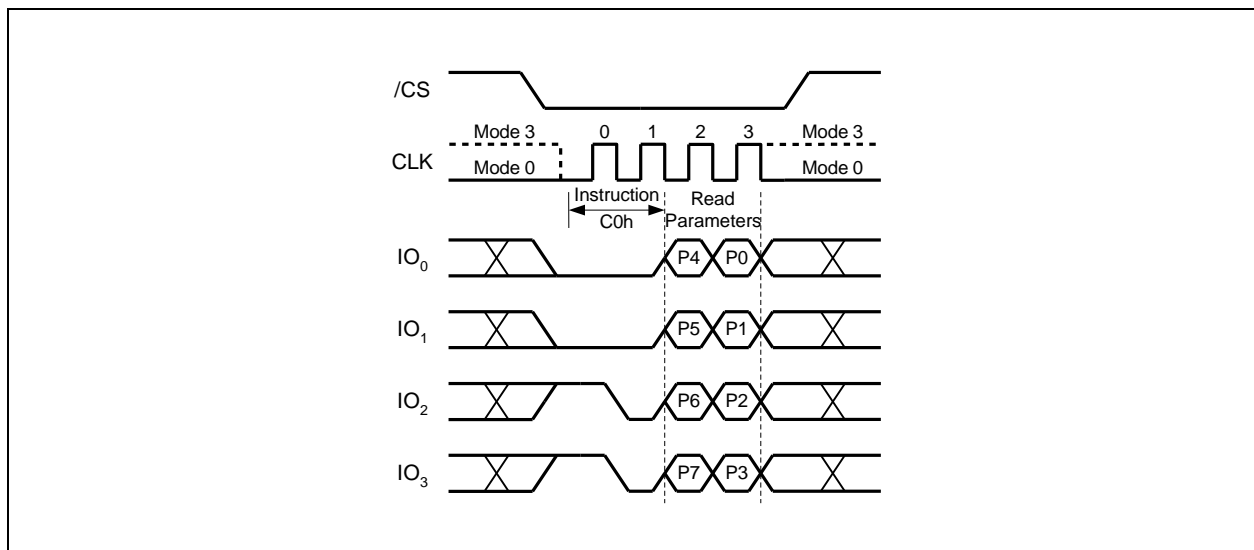 /CS
Mode 3 0 1 2 3 Mode 3
CLK
Mode 0 Mode 0
Instruction Read
C0h Parameters
IO0 P4 P0
IO1 P5 P1
IO2 P6 P2
IO3 P7 P3